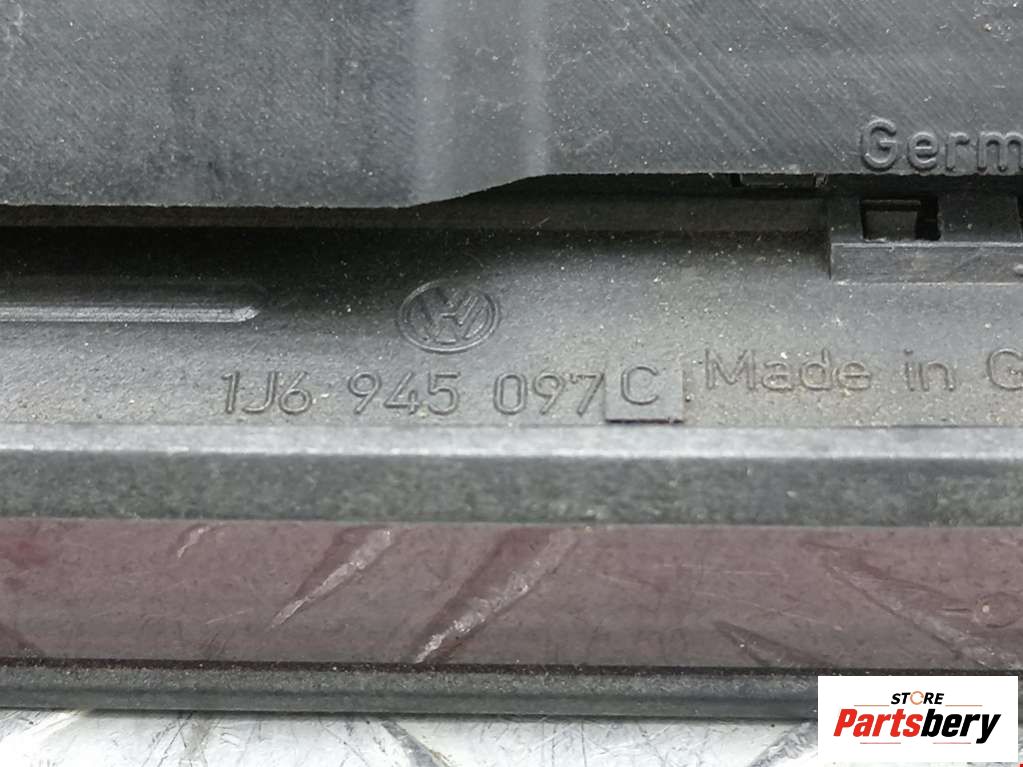 Germ
1J6 945 097 C Made in G
STORE
Partsbery